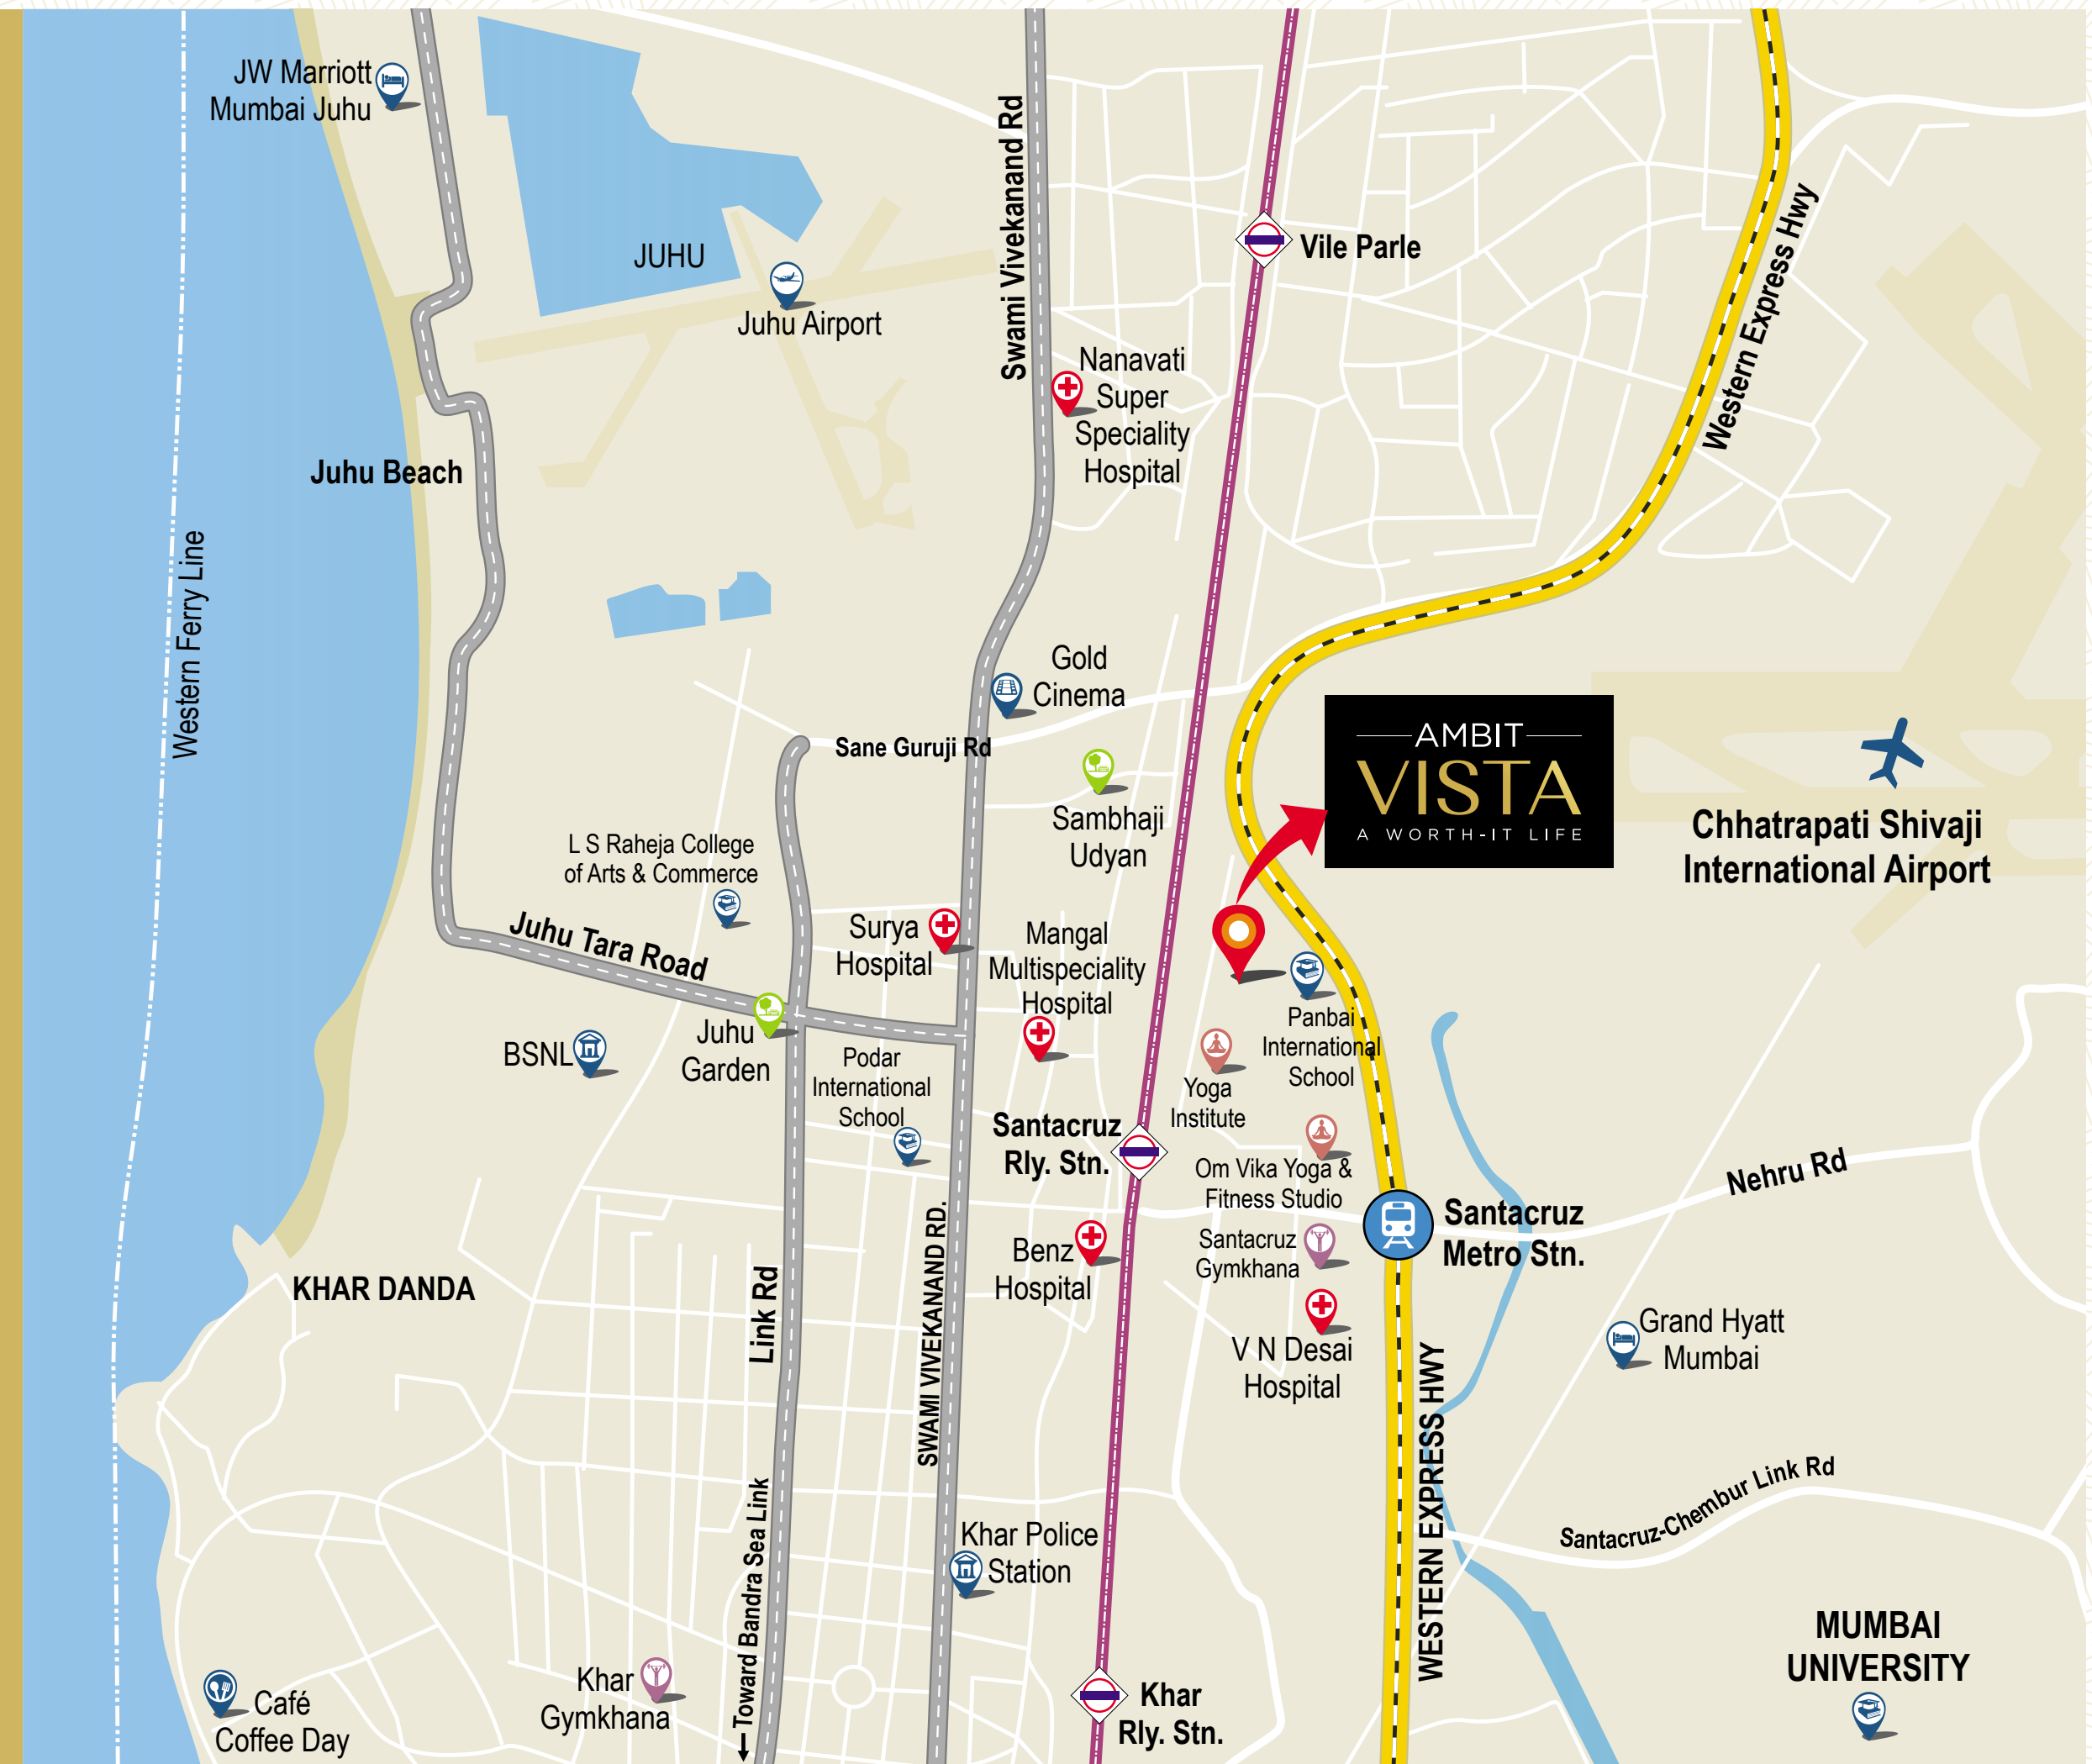 JW Marriott
Mumbai Juhu
Swami Vivekanand Rd
Western Express Hwy
JUHU
Vile Parle
Juhu Airport
Nanavati
Super
Speciality
Hospital
Juhu Beach
Western Ferry Line
Gold
Cinema
Sane Guruji Rd
AMBIT
VISTA
A WORTH-IT LIFE
Sambhaji
Udyan
Chhatrapati Shivaji
International Airport
L S Raheja College
of Arts & Commerce
Juhu Tara Road
Surya
Hospital
Mangal
Multispeciality
Hospital
Panbai
International
School
Juhu
Garden
BSNL
Podar
International
School
Yoga
Institute
Santacruz
Rly. Stn.
Om Vika Yoga &
Fitness Studio
Nehru Rd
Santacruz
Metro Stn.
Santacruz
Gymkhana
Benz
Hospital
KHAR DANDA
Link Rd
SWAMI VIVEKANAND RD.
V N Desai
Hospital
Grand Hyatt
Mumbai
WESTERN EXPRESS HWY
Santacruz-Chembur Link Rd
Toward Bandra Sea Link
Khar Police
Station
MUMBAI
UNIVERSITY
Khar
Gymkhana
Khar
Rly. Stn.
Café
Coffee Day